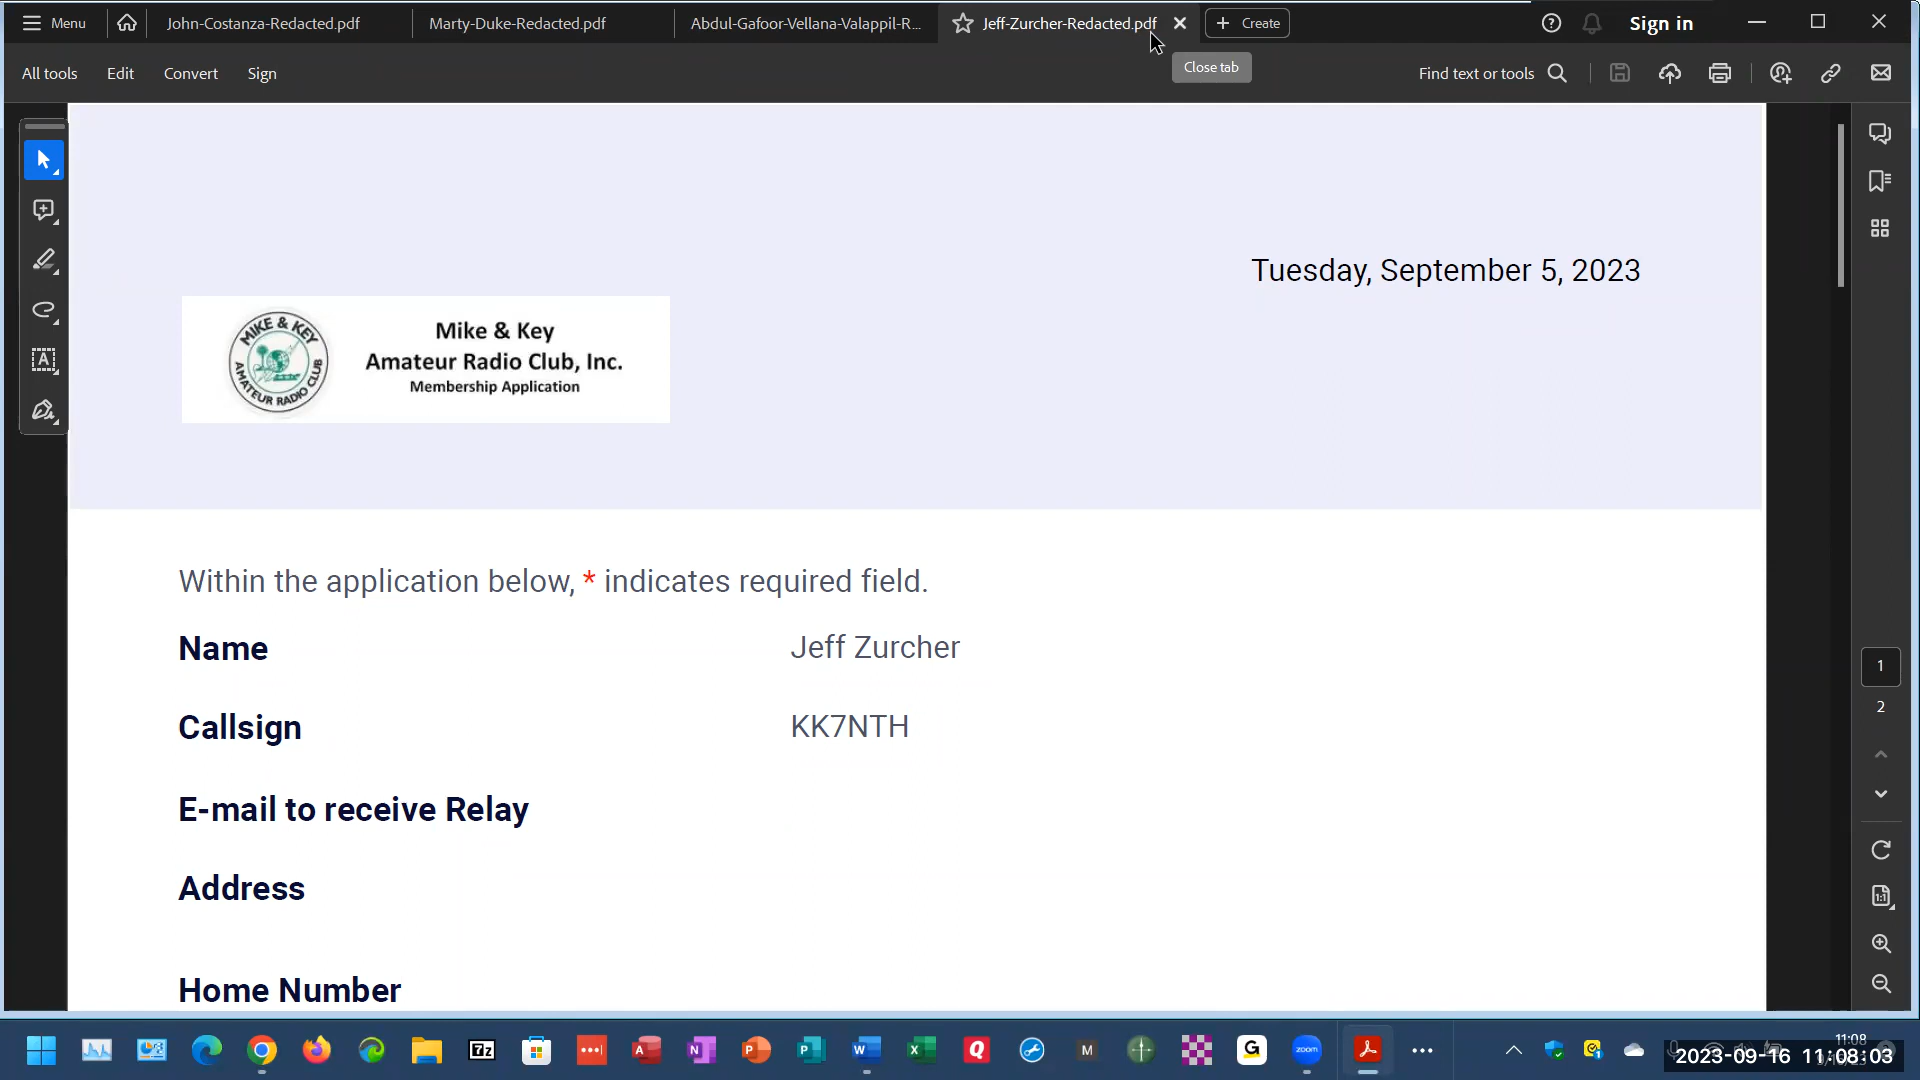 Menu
John-Costanza-Redacted.pdf
Marty-Duke-Redacted.pdf
Abdul-Gafoor-Vellana-Valappil-R...
Jeff-Zurcher-Redacted.pdf
Create
Sign in
Close tab
All tools
Edit
Convert
Sign
Find text or tools
Tuesday, September 5, 2023
MIKE & KEY
AMATEUR RADIO CLUB
Mike & Key
Amateur Radio Club, Inc.
Membership Application
Within the application below, * indicates required field.
Name
Jeff Zurcher
Callsign
KK7NTH
E-mail to receive Relay
Address
Home Number
1
2
11:08
2023-09-16 11:08:03